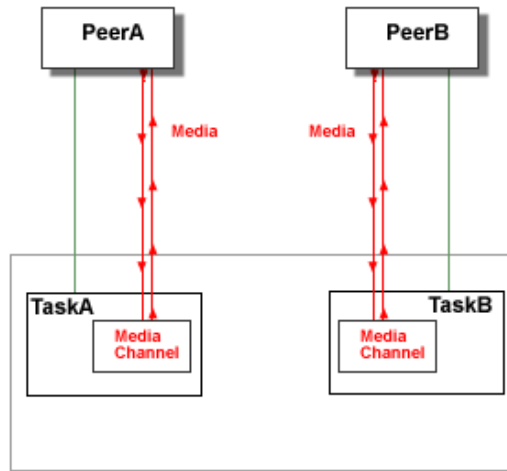 PeerA
PeerB
Media
Media
TaskA
TaskB
Media
Channel
Media
Channel